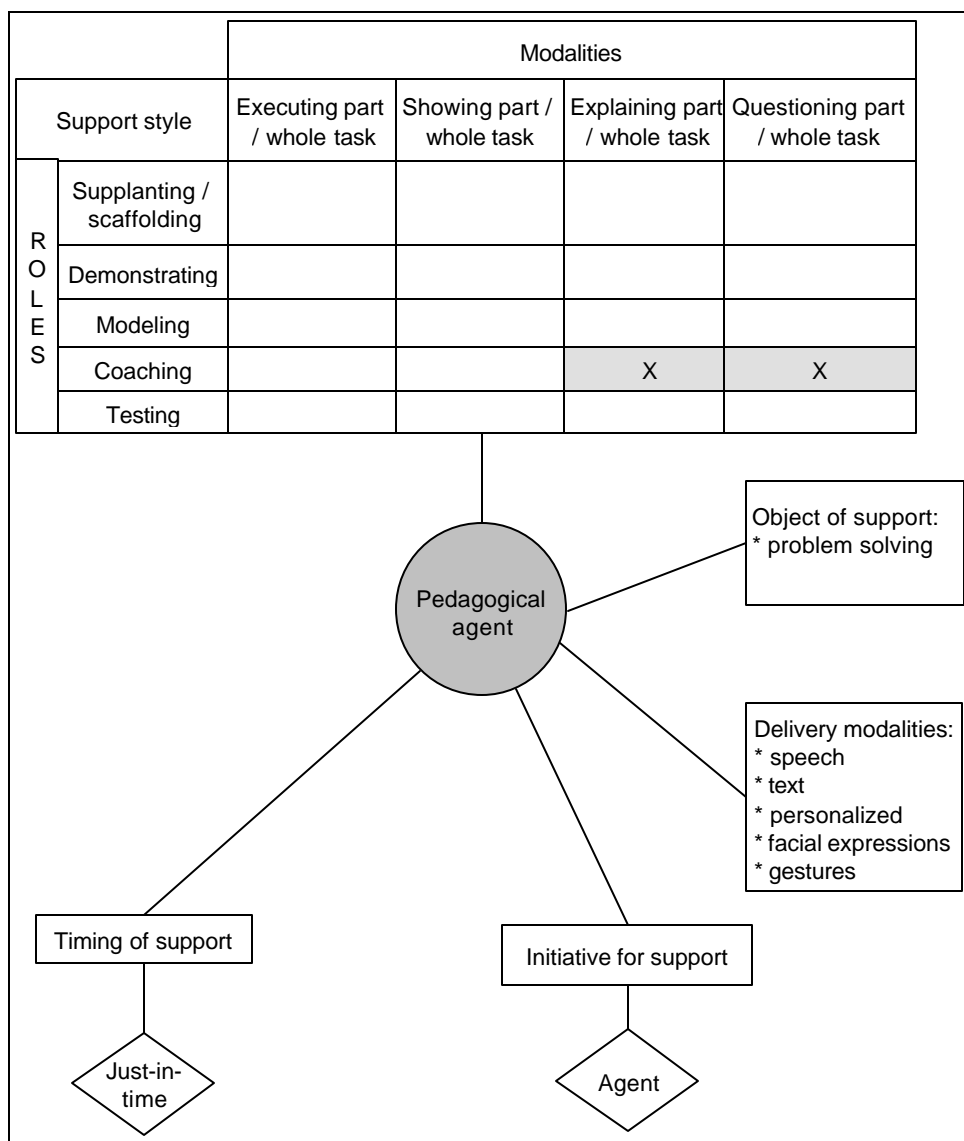 Modalities
Support style
Executing part
/ whole task
Showing part /
whole task
Explaining part
/ whole task
Questioning part
/ whole task
R
O
L
E
S
Supplanting /
scaffolding
Demonstrating
Modeling
Coaching
X
X
Testing
Pedagogical
agent
Object of support:
* problem solving
Delivery modalities:
* speech
* text
* personalized
* facial expressions
* gestures
Timing of support
Initiative for support
Just-in-
time
Agent